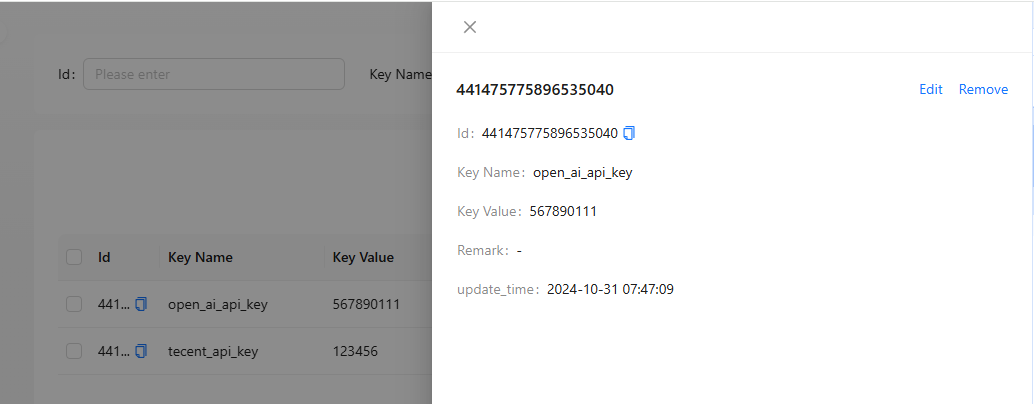 Id: Please enter Key Name
Id Key Name Key Value
441... open_ai_api_key 567890111
441... tecent_api_key 123456
441475775896535040 Edit Remove
Id: 441475775896535040
Key Name: open_ai_api_key
Key Value: 567890111
Remark: -
update_time: 2024-10-31 07:47:09